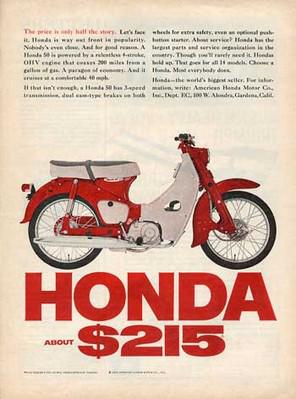 The price is only half the story. Let's face
it, Honda is way out front in popularity.
Nobody's even close. And for good reason. A
Honda 50 is powered by a relentless 4-stroke,
OHV engine that coaxes 200 miles from a
gallon of gas. A paragon of economy. And it
cruises at a comfortable 40 mph.
If that isn't enough, a Honda 50 has 3-speed
transmission, dual cam-type brakes on both
wheels for extra safety, even an optional push-
button starter. About service? Honda has the
largest parts and service organization in the
country. Though you'll rarely need it. Hondas
hold up. That goes for all 14 models. Choose a
Honda. Most everybody does.
Honda—the world's biggest seller. For infor-
mation, write: American Honda Motor Co.,
Inc., Dept. EC, 100 W. Alondra, Gardena, Calif.
HONDA
ABOUT $215